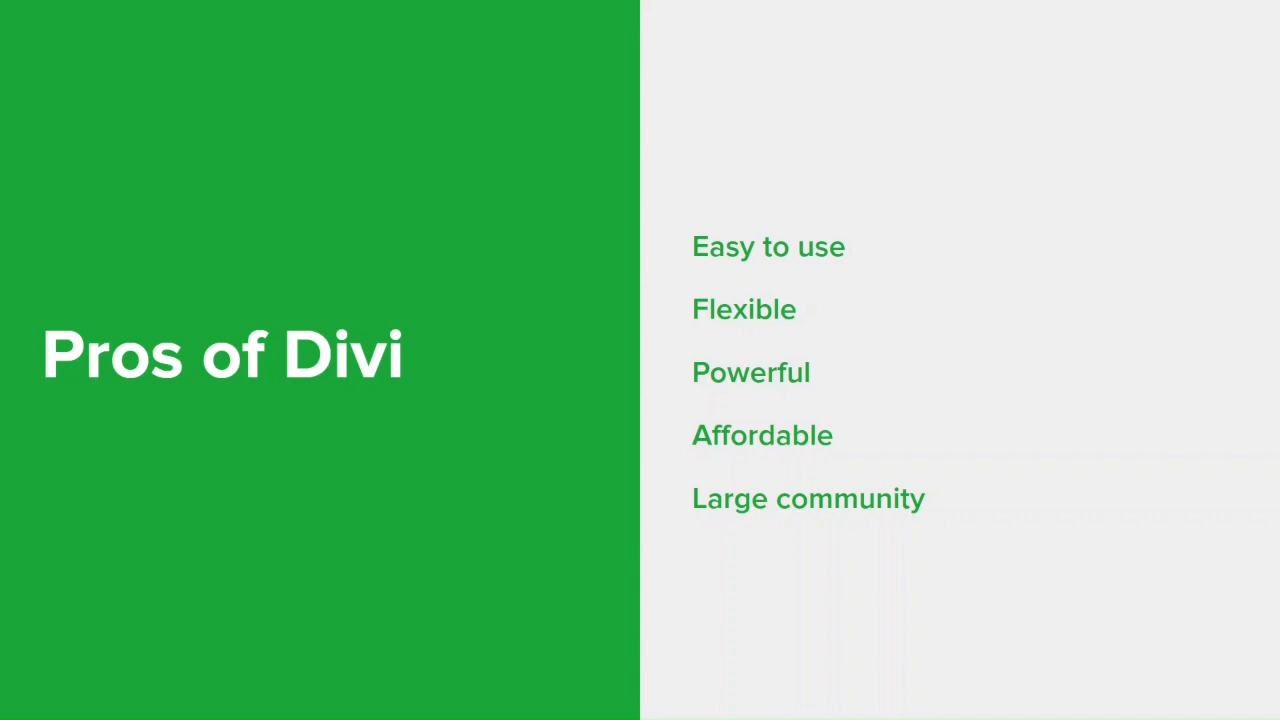 Pros of Divi
Easy to use
Flexible
Powerful
Affordable
Large community